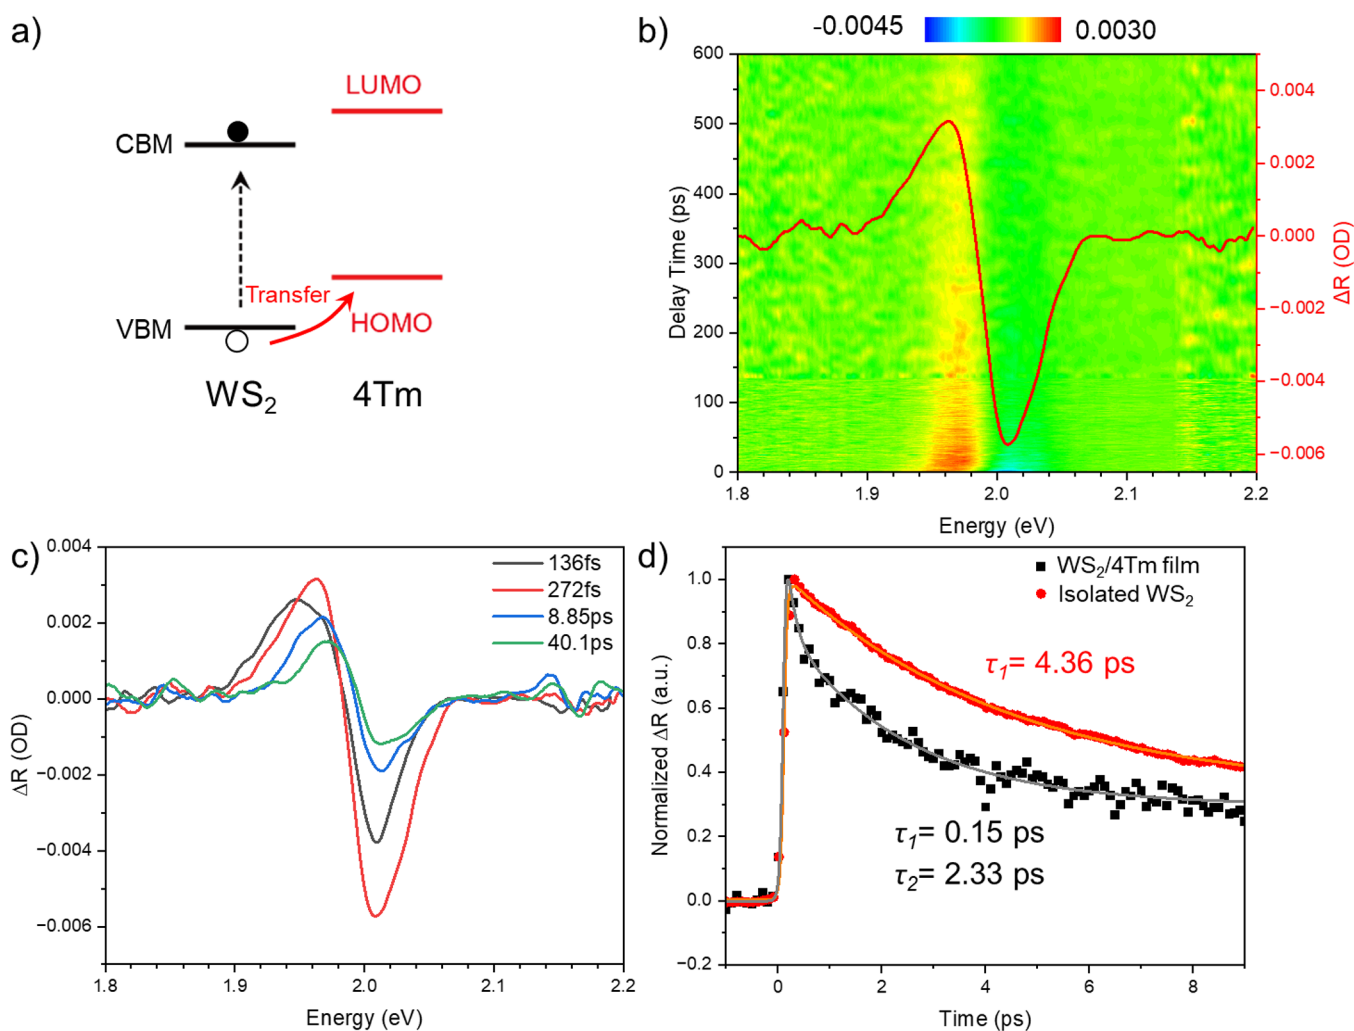 a)
LUMO
CBM
Transfer
VBM
HOMO
WS₂
4Tm
b)
-0.0045
0.0030
600
500
400
300
200
100
0
Delay Time (ps)
1.8
1.9
2.0
2.1
2.2
Energy (eV)
0.004
0.002
0.000
−0.002
−0.004
−0.006
ΔR (OD)
c)
0.004
0.002
0.000
−0.002
−0.004
−0.006
ΔR (OD)
136fs
272fs
8.85ps
40.1ps
1.8
1.9
2.0
2.1
2.2
Energy (eV)
d)
1.0
0.8
0.6
0.4
0.2
0.0
−0.2
Normalized ΔR (a.u.)
WS₂/4Tm film
Isolated WS₂
τ₁= 4.36 ps
τ₁= 0.15 ps
τ₂= 2.33 ps
0
2
4
6
8
Time (ps)